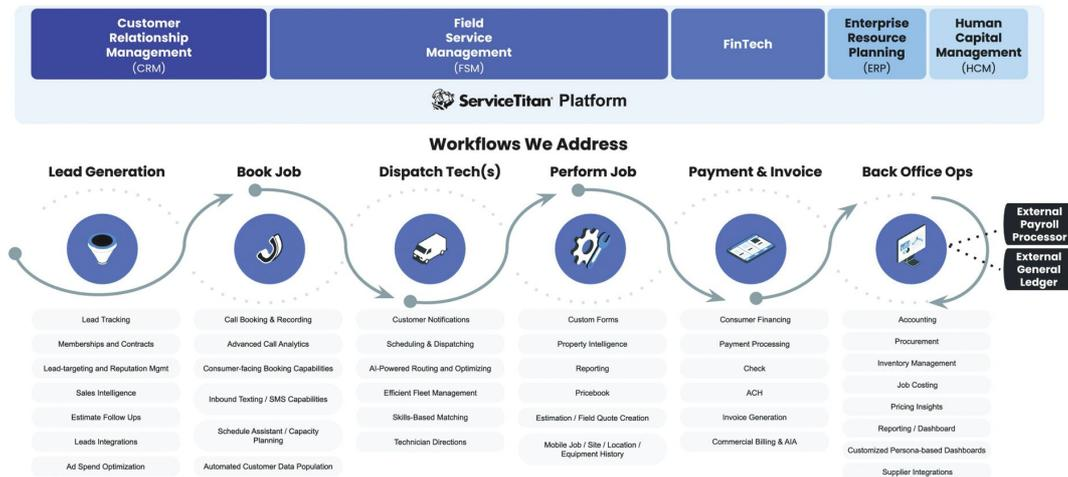 Customer
Relationship
Management
(CRM)
Field
Service
Management
(FSM)
FinTech
Enterprise
Resource
Planning
(ERP)
Human
Capital
Management
(HCM)
ServiceTitan Platform
Workflows We Address
Lead Generation
Book Job
Dispatch Tech(s)
Perform Job
Payment & Invoice
Back Office Ops
External
Payroll
Processor
External
General
Ledger
Lead Tracking
Memberships and Contracts
Lead-targeting and Reputation Mgmt
Sales Intelligence
Estimate Follow Ups
Leads Integrations
Ad Spend Optimization
Call Booking & Recording
Advanced Call Analytics
Consumer-facing Booking Capabilities
Inbound Texting / SMS Capabilities
Schedule Assistant / Capacity
Planning
Automated Customer Data Population
Customer Notifications
Scheduling & Dispatching
AI-Powered Routing and Optimizing
Efficient Fleet Management
Skills-Based Matching
Technician Directions
Custom Forms
Property Intelligence
Reporting
Pricebook
Estimation / Field Quote Creation
Mobile Job / Site / Location /
Equipment History
Consumer Financing
Payment Processing
Check
ACH
Invoice Generation
Commercial Billing & AIA
Accounting
Procurement
Inventory Management
Job Costing
Pricing Insights
Reporting / Dashboard
Customized Persona-based Dashboards
Supplier Integrations